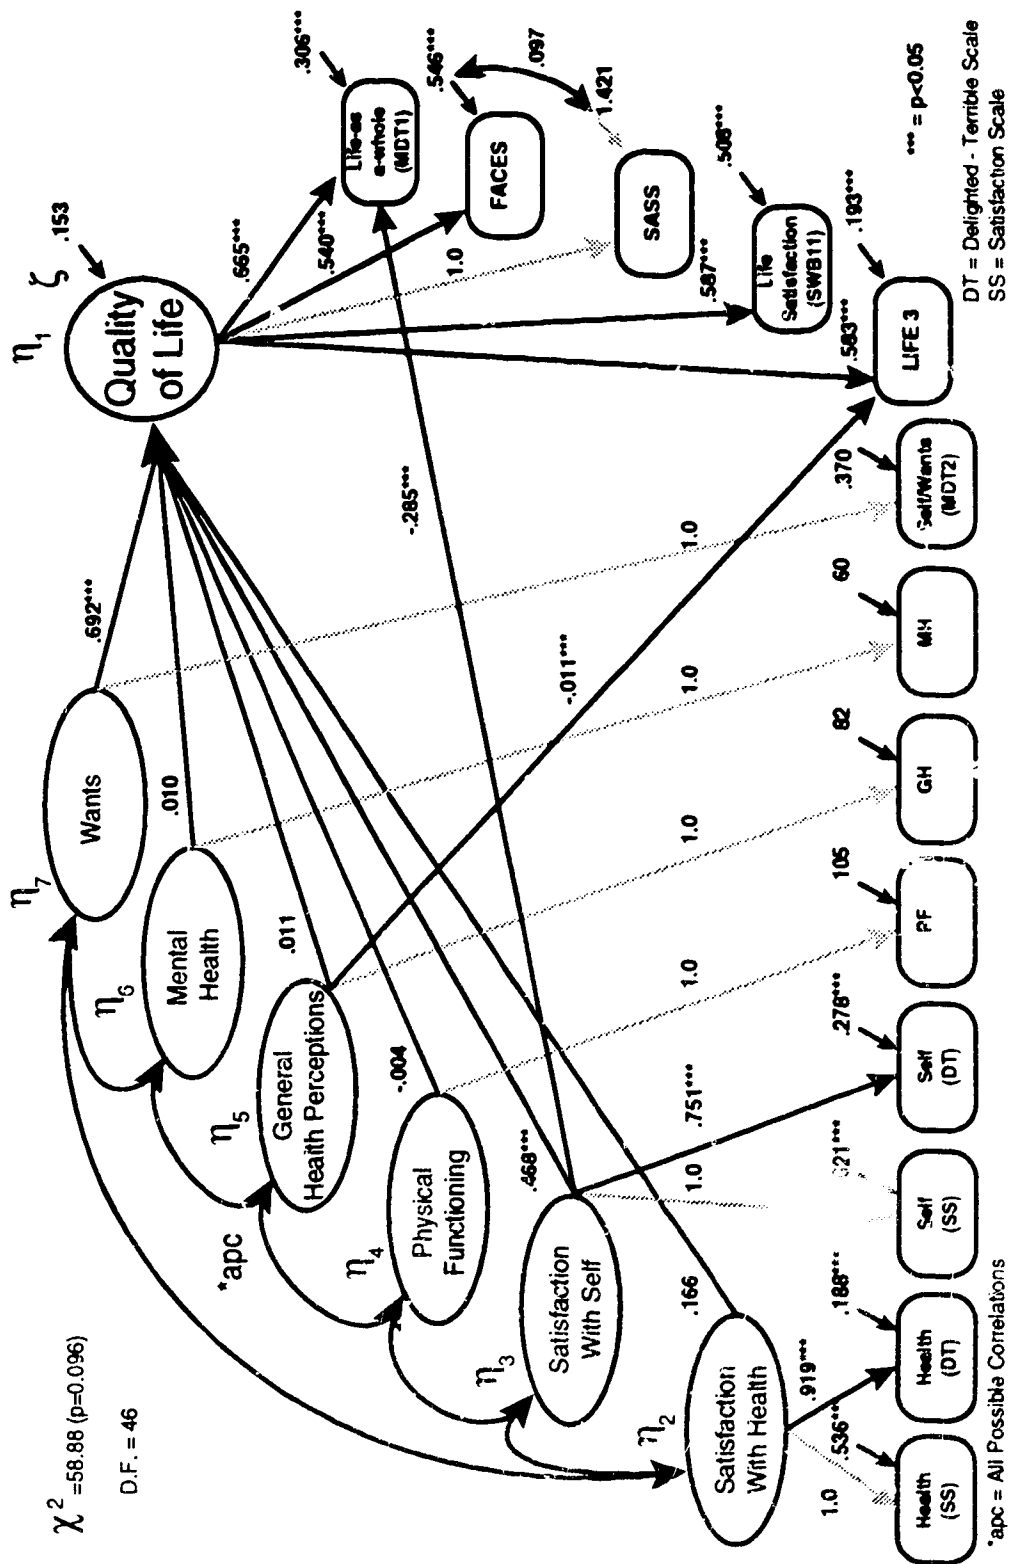 χ² =58.88 (p=0.096)
D.F. = 46
η₁
ζ
.153
Quality
of Life
η₇
Wants
.692***
η₆
Mental
Health
.010
η₅
General
Health Perceptions
.011
*apc
η₄
Physical
Functioning
-.004
η₃
Satisfaction
With Self
.468***
η₂
Satisfaction
With Health
.166
.665***
.540***
1.0
.587***
.583***
-.285***
-.011***
.306***
Life-as
a-whole
(MDT1)
.546***
FACES
.097
1.421
SASS
.506***
Life
Satisfaction
(SWB11)
.193***
LIFE 3
1.0
1.0
1.0
1.0
.751***
1.0
.919***
1.0
.536***
Health
(SS)
.188***
Health
(DT)
Self
(SS)
.278***
Self
(DT)
105
PF
82
GH
60
MH
.370
Self/Wants
(MDT2)
*** = p<0.05
DT = Delighted - Terrible Scale
SS = Satisfaction Scale
*apc = All Possible Correlations